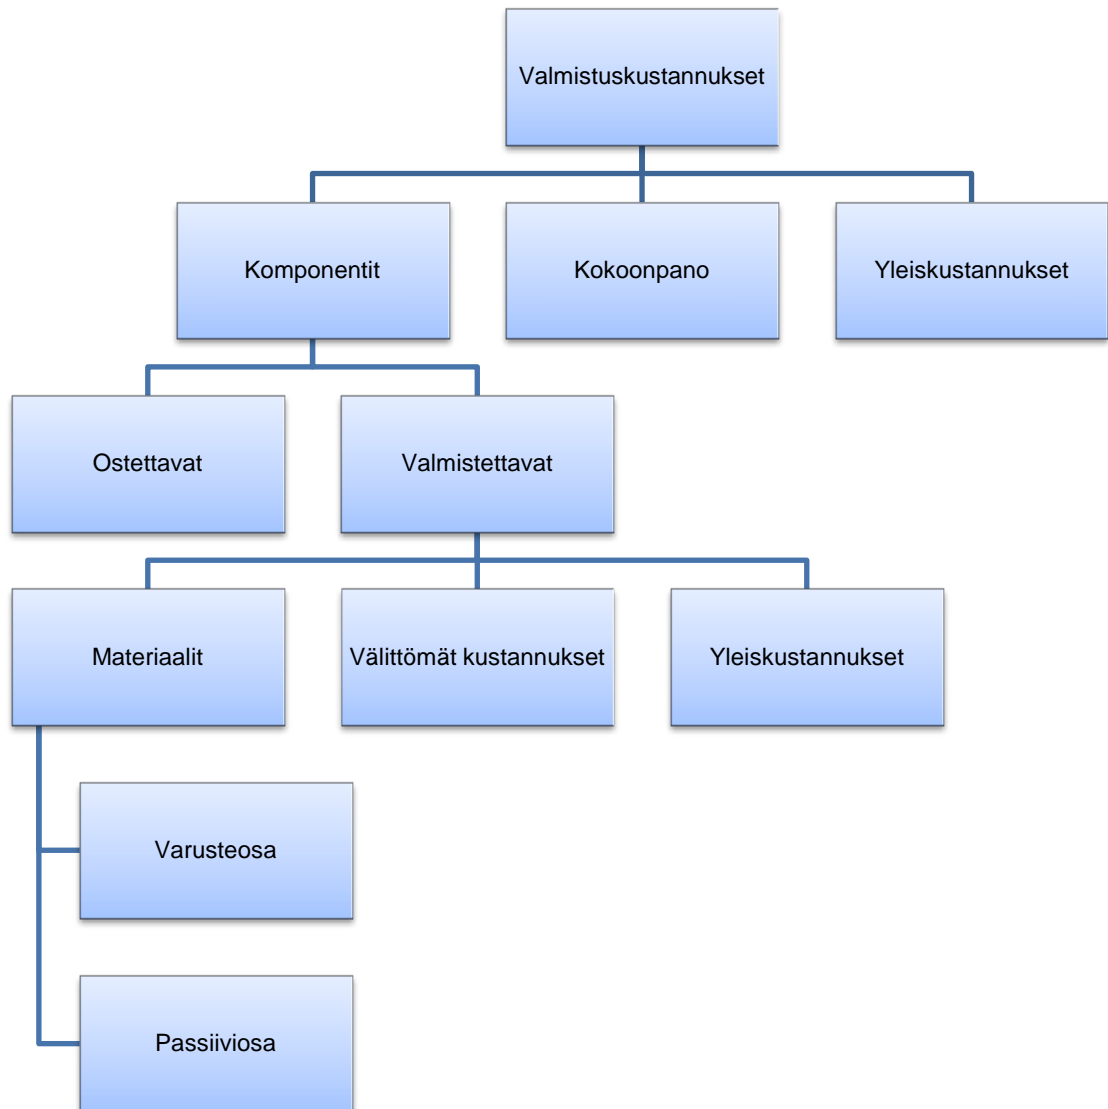 Valmistuskustannukset
Komponentit
Kokoonpano
Yleiskustannukset
Ostettavat
Valmistettavat
Materiaalit
Välittömät kustannukset
Yleiskustannukset
Varusteosa
Passiiviosa